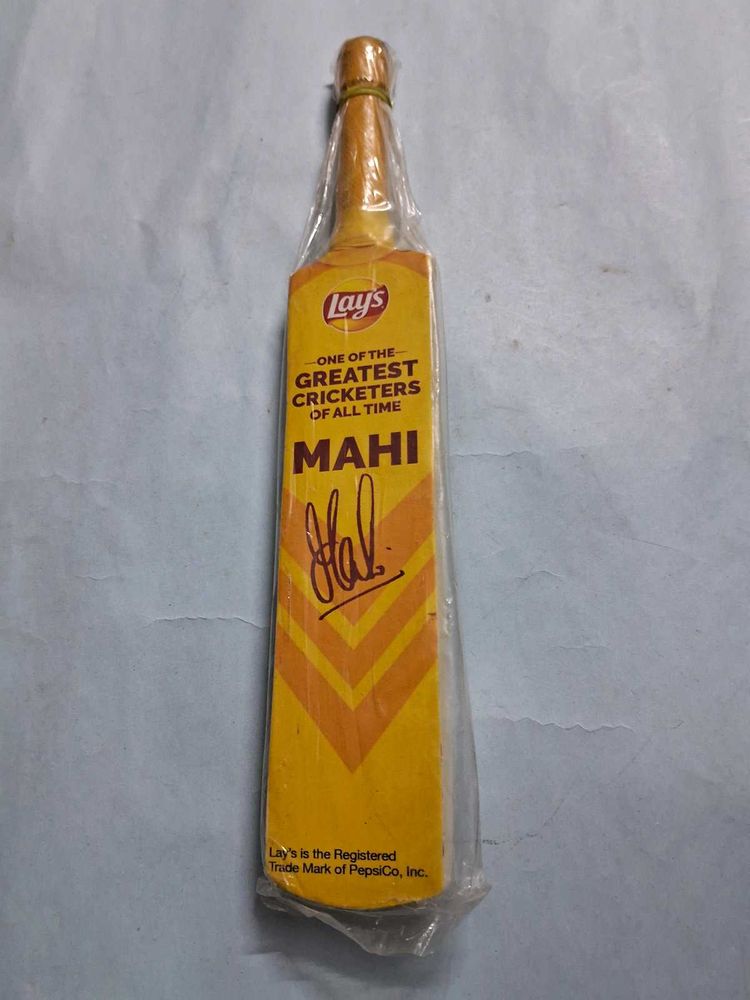 Lay's
ONE OF THE
GREATEST
CRICKETERS
OF ALL TIME
MAHI
Lay's is the Registered
Trade Mark of PepsiCo, Inc.